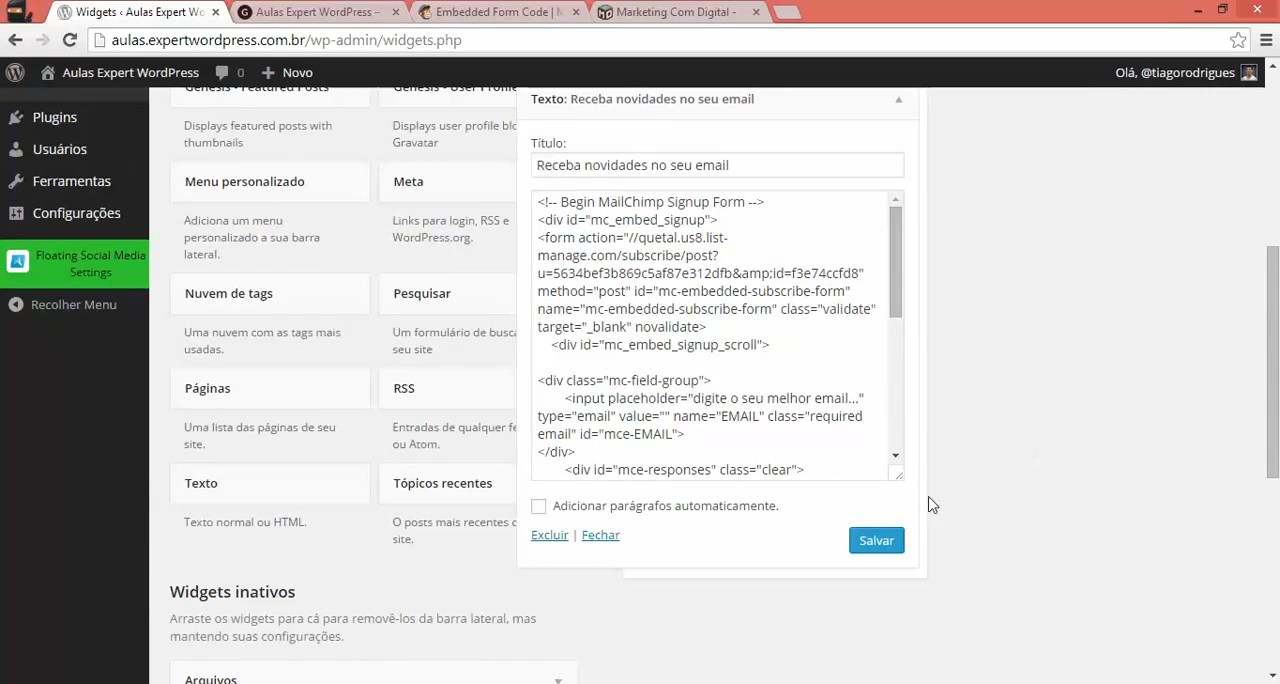 Widgets ‹ Aulas Expert Wo
Aulas Expert WordPress –
Embedded Form Code | M
Marketing Com Digital -
aulas.expertwordpress.com.br/wp-admin/widgets.php
Aulas Expert WordPress
0
Novo
Olá, @tiagorodrigues
Plugins
Usuários
Ferramentas
Configurações
Floating Social Media
Settings
Recolher Menu
Genesis - Featured Posts
Displays featured posts with
thumbnails
Genesis - User Profile
Displays user profile blo
Gravatar
Menu personalizado
Adiciona um menu
personalizado a sua barra
lateral.
Meta
Links para login, RSS e
WordPress.org.
Nuvem de tags
Uma nuvem com as tags mais
usadas.
Pesquisar
Um formulário de busca
seu site
Páginas
Uma lista das páginas de seu
site.
RSS
Entradas de qualquer fe
ou Atom.
Texto
Texto normal ou HTML.
Tópicos recentes
O posts mais recentes d
site.
Texto: Receba novidades no seu email
Título:
Receba novidades no seu email
<!-- Begin MailChimp Signup Form -->
<div id="mc_embed_signup">
<form action="//quetal.us8.list-
manage.com/subscribe/post?
u=5634bef3b869c5af87e312dfb&amp;id=f3e74ccfd8"
method="post" id="mc-embedded-subscribe-form"
name="mc-embedded-subscribe-form" class="validate"
target="_blank" novalidate>
<div id="mc_embed_signup_scroll">
<div class="mc-field-group">
<input placeholder="digite o seu melhor email..."
type="email" value="" name="EMAIL" class="required
email" id="mce-EMAIL">
</div>
<div id="mce-responses" class="clear">
Adicionar parágrafos automaticamente.
Excluir | Fechar
Salvar
Widgets inativos
Arraste os widgets para cá para removê-los da barra lateral, mas
mantendo suas configurações.
Arquivos